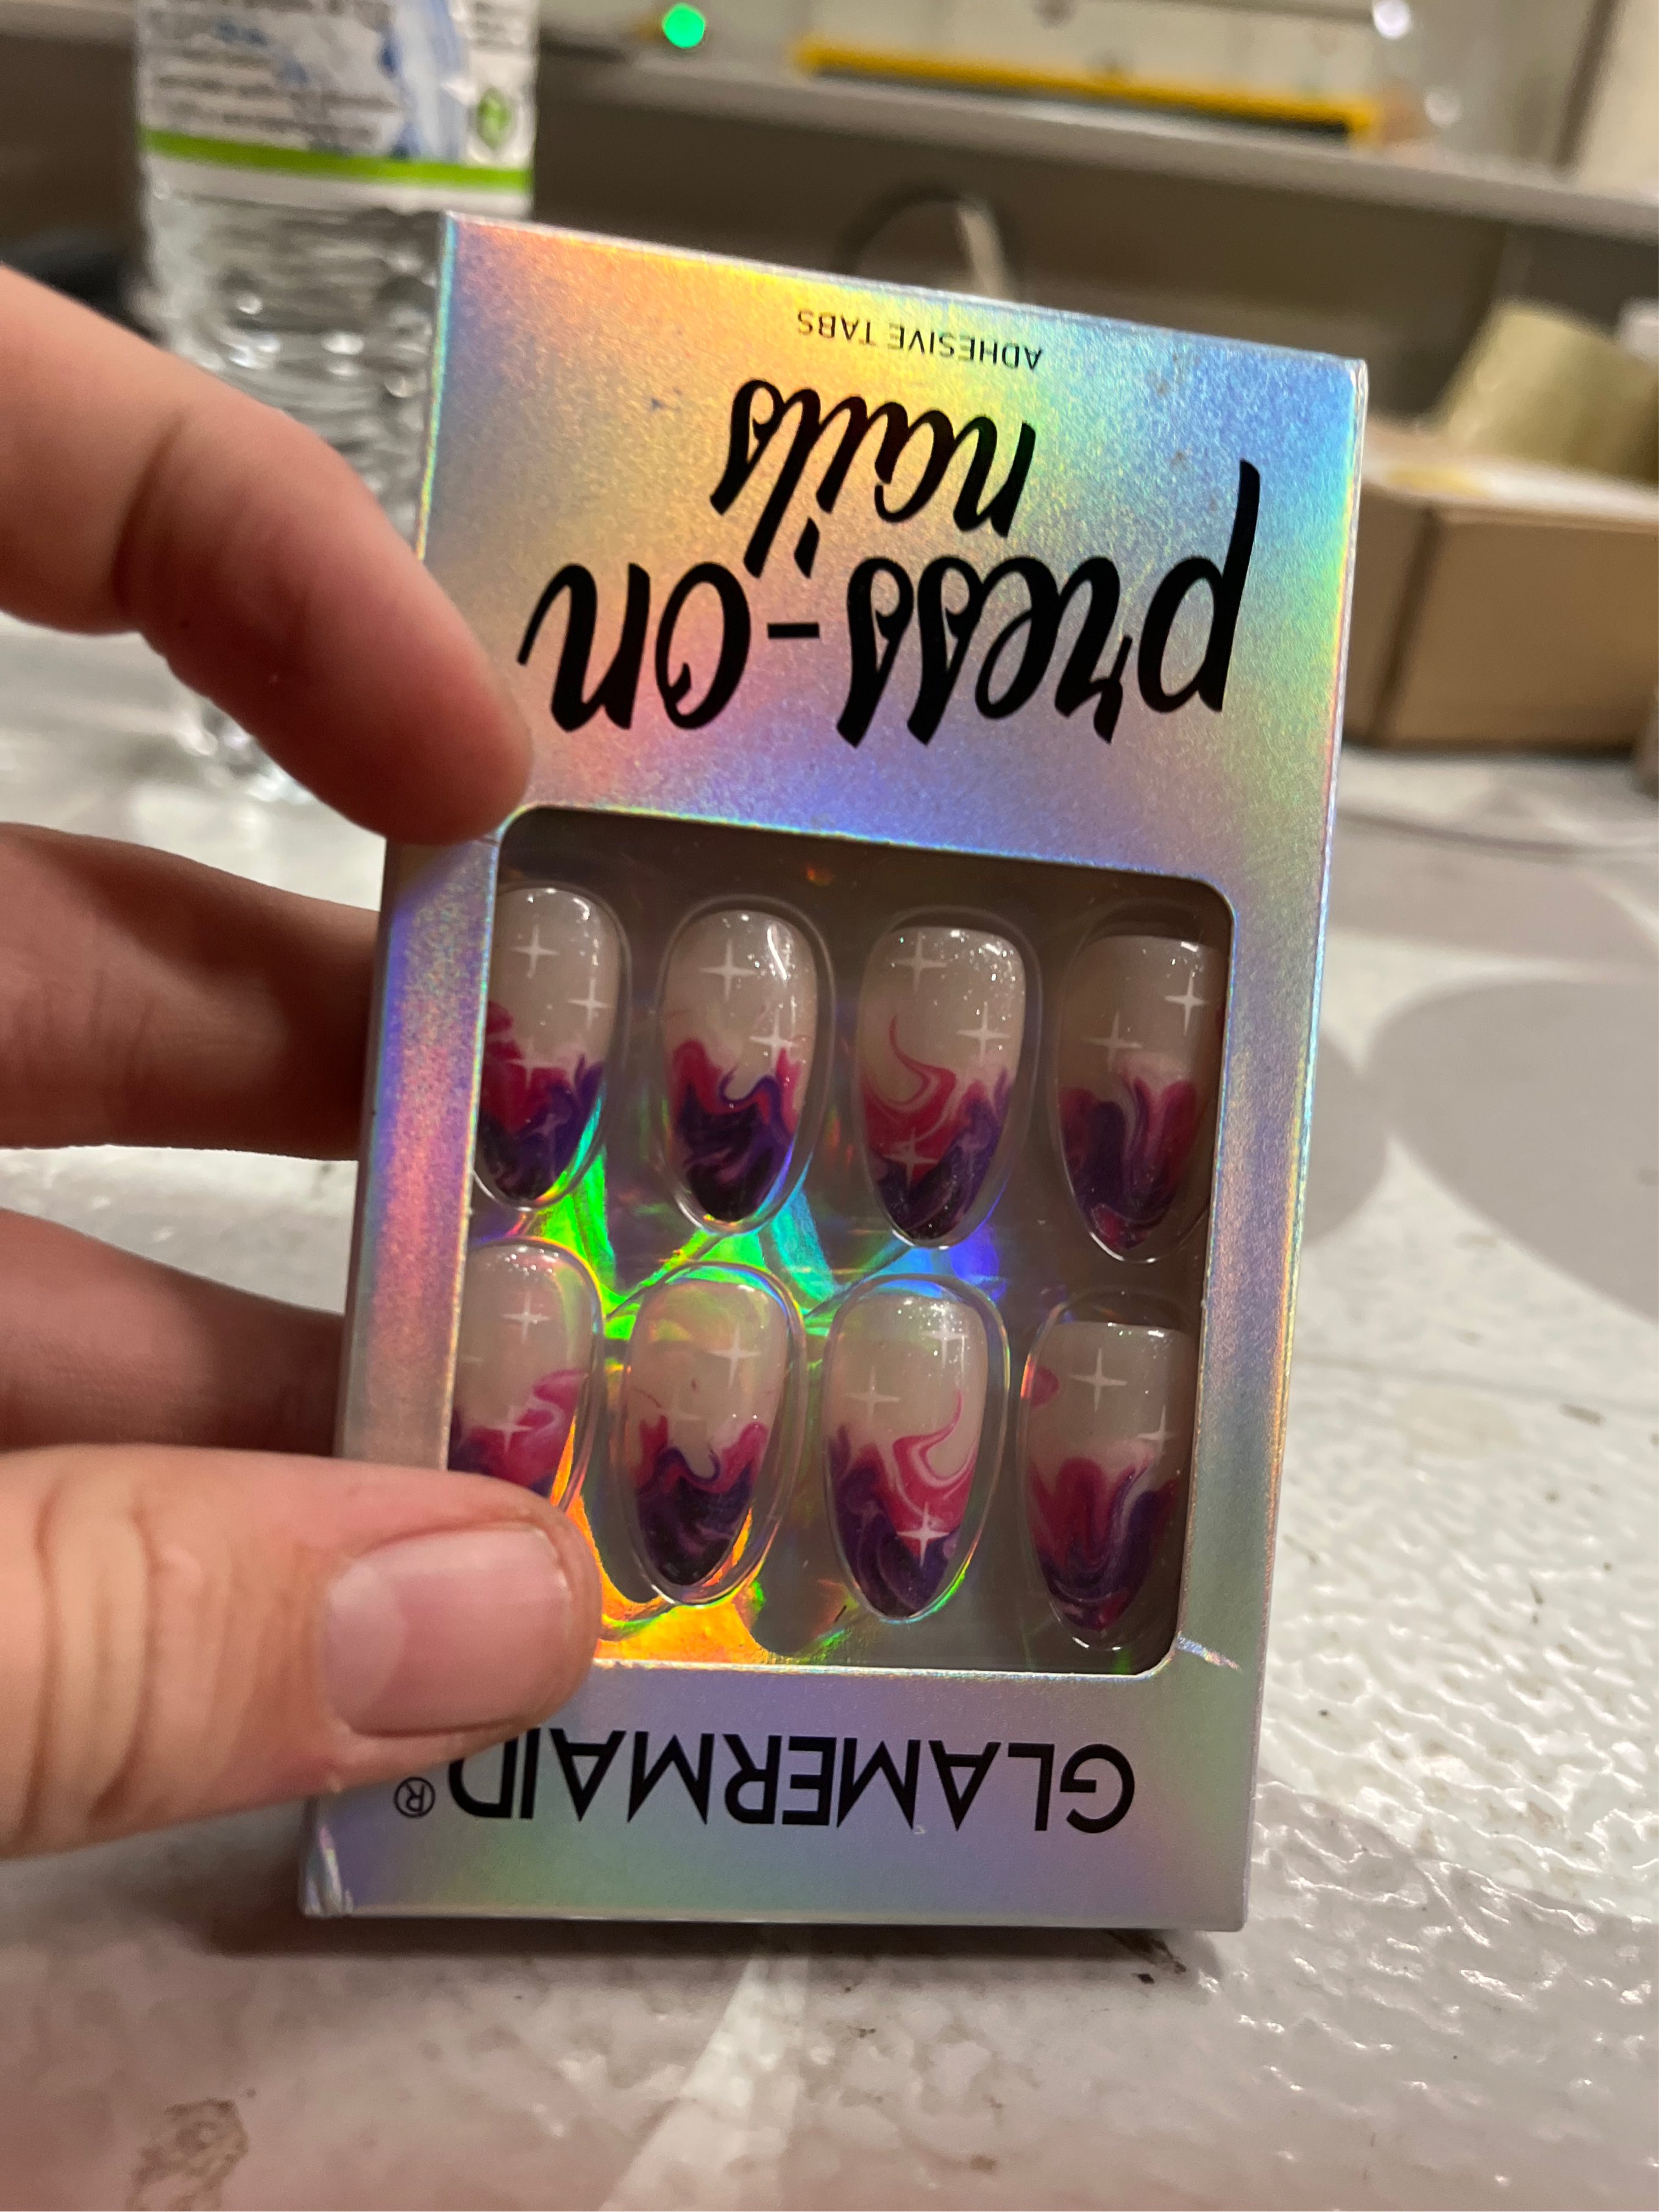 GLAMERMAID®
press-on
nails
ADHESIVE TABS